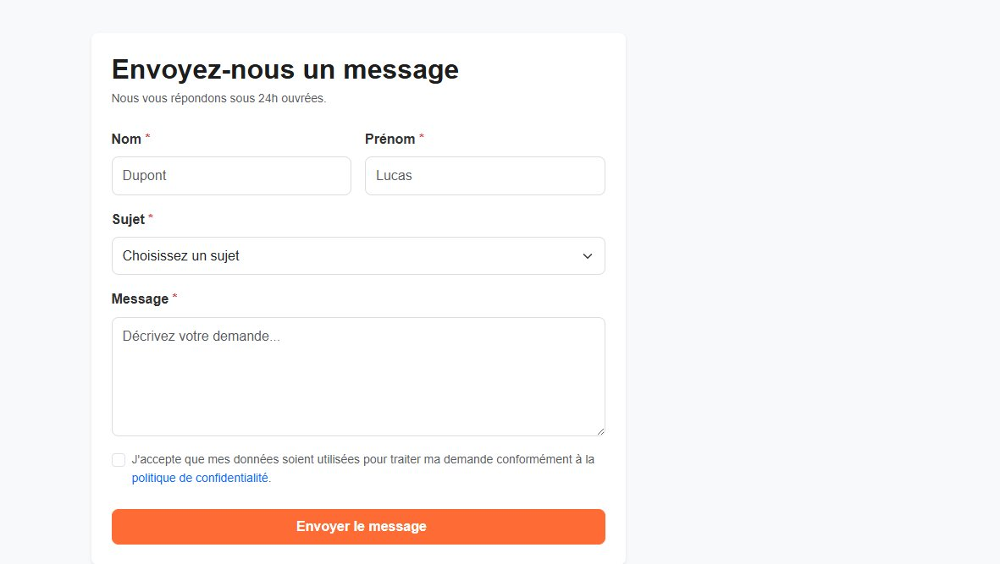 Envoyez-nous un message
Nous vous répondons sous 24h ouvrées.
Nom * Prénom *
Dupont Lucas
Sujet *
Choisissez un sujet
Message *
Décrivez votre demande...
J'accepte que mes données soient utilisées pour traiter ma demande conformément à la
politique de confidentialité.
Envoyer le message